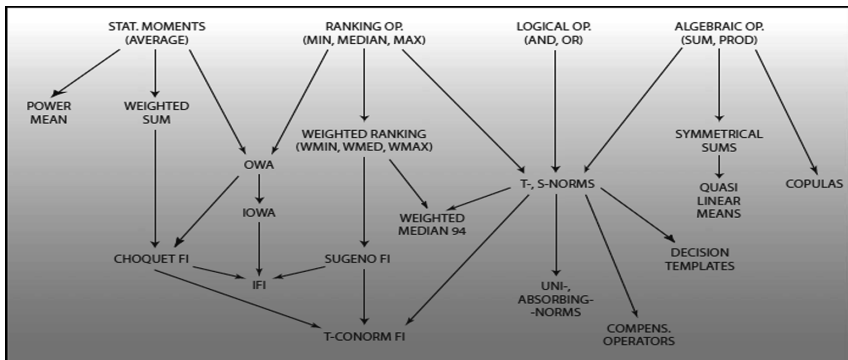 STAT. MOMENTS
(AVERAGE)
RANKING OP.
(MIN, MEDIAN, MAX)
LOGICAL OP.
(AND, OR)
ALGEBRAIC OP.
(SUM, PROD)
POWER
MEAN
WEIGHTED
SUM
WEIGHTED RANKING
(WMIN, WMED, WMAX)
SYMMETRICAL
SUMS
OWA
T-, S-NORMS
COPULAS
QUASI
LINEAR
MEANS
IOWA
WEIGHTED
MEDIAN 94
CHOQUET FI
SUGENO FI
DECISION
TEMPLATES
IFI
UNI-,
ABSORBING-
-NORMS
T-CONORM FI
COMPENS.
OPERATORS